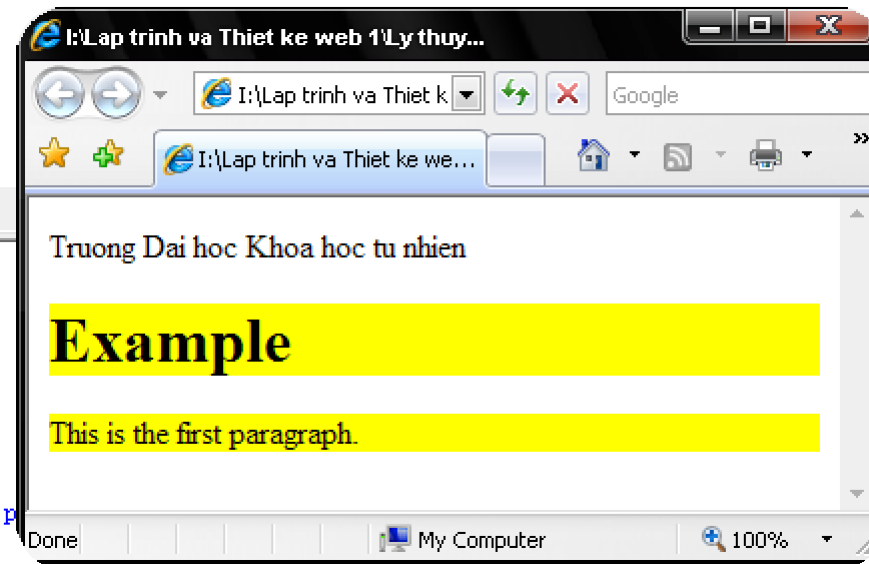 I:\Lap trinh va Thiet ke web 1\Ly thuy...
I:\Lap trinh va Thiet k
Google
I:\Lap trinh va Thiet ke we...
»
Truong Dai hoc Khoa hoc tu nhien
Example
This is the first paragraph.
p
Done
My Computer
100%